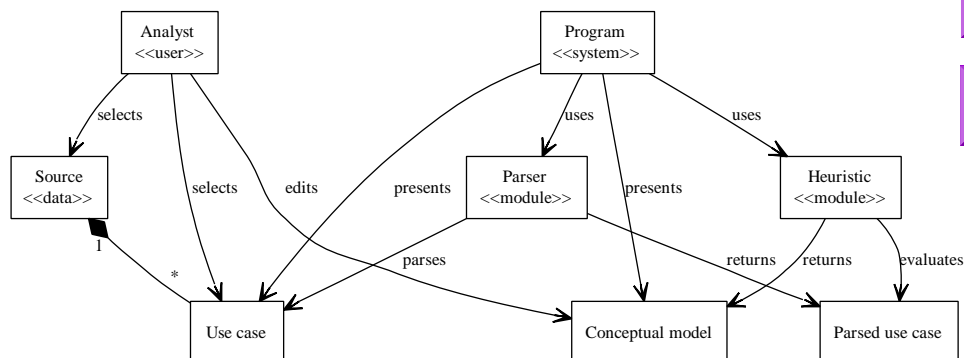 Analyst
<<user>>
Program
<<system>>
selects
uses
uses
Source
<<data>>
selects
edits
presents
Parser
<<module>>
presents
Heuristic
<<module>>
1
parses
returns
returns
evaluates
*
Use case
Conceptual model
Parsed use case